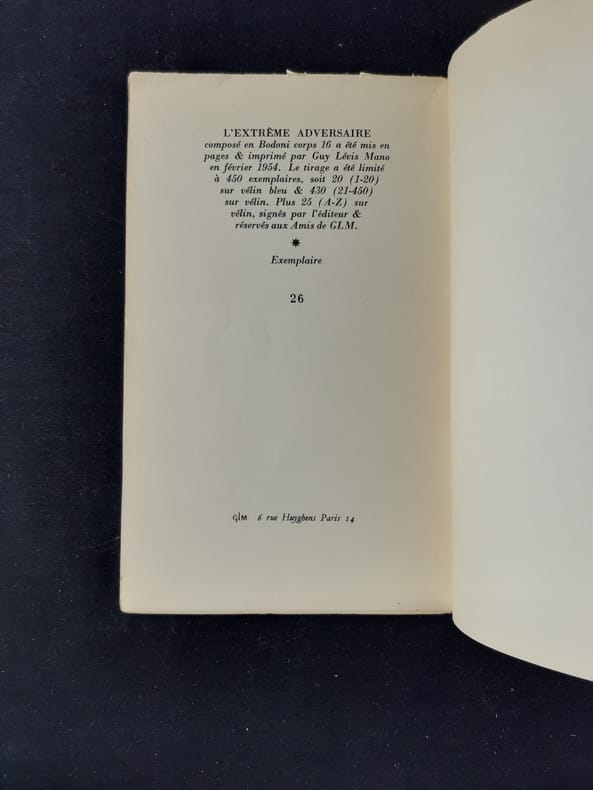 L'EXTRÊME ADVERSAIRE
composé en Bodoni corps 16 a été mis en
pages & imprimé par Guy Lévis Mano
en février 1954. Le tirage a été limité
à 450 exemplaires, soit 20 (1-20)
sur vélin bleu & 430 (21-450)
sur vélin. Plus 25 (A-Z) sur
vélin, signés par l'éditeur &
réservés aux Amis de GLM.
Exemplaire
26
GLM 6 rue Huyghens Paris 14